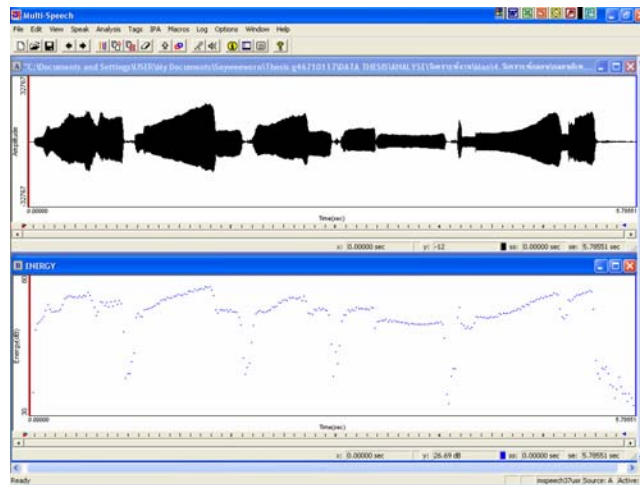 Multi-Speech
File Edit View Speak Analysis Tags IPA Macros Log Options Window Help
A "C:\Documents and Settings\USER\My Documents\
32767
Amplitude
-32767
0.00000 5.78551
Time(sec)
x: 0.00000 sec y: -12 ss: 0.00000 sec se: 5.78551 sec
B ENERGY
80
Energy(dB)
30
0.00000 5.78551
Time(sec)
x: 0.00000 sec y: 26.69 dB ss: 0.00000 sec se: 5.78551 sec
Ready Source: A Active